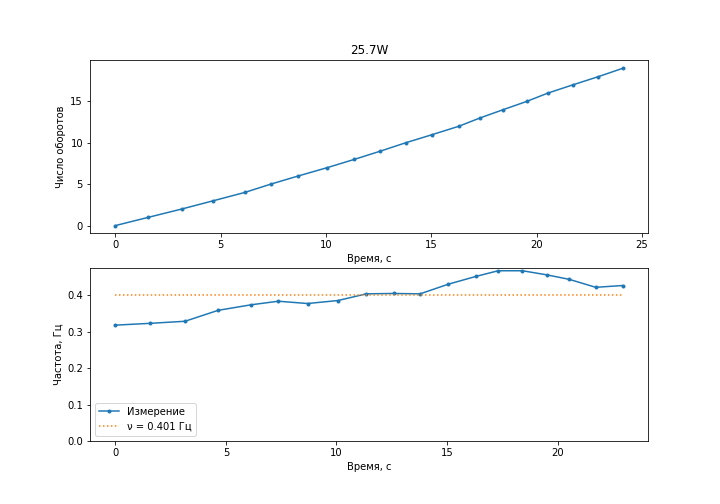 25.7W
Число оборотов
15
10
5
0
0 5 10 15 20 25
Время, с
Частота, Гц
0.4
0.3
0.2
0.1
0.0
Измерение
ν = 0.401 Гц
0 5 10 15 20
Время, с